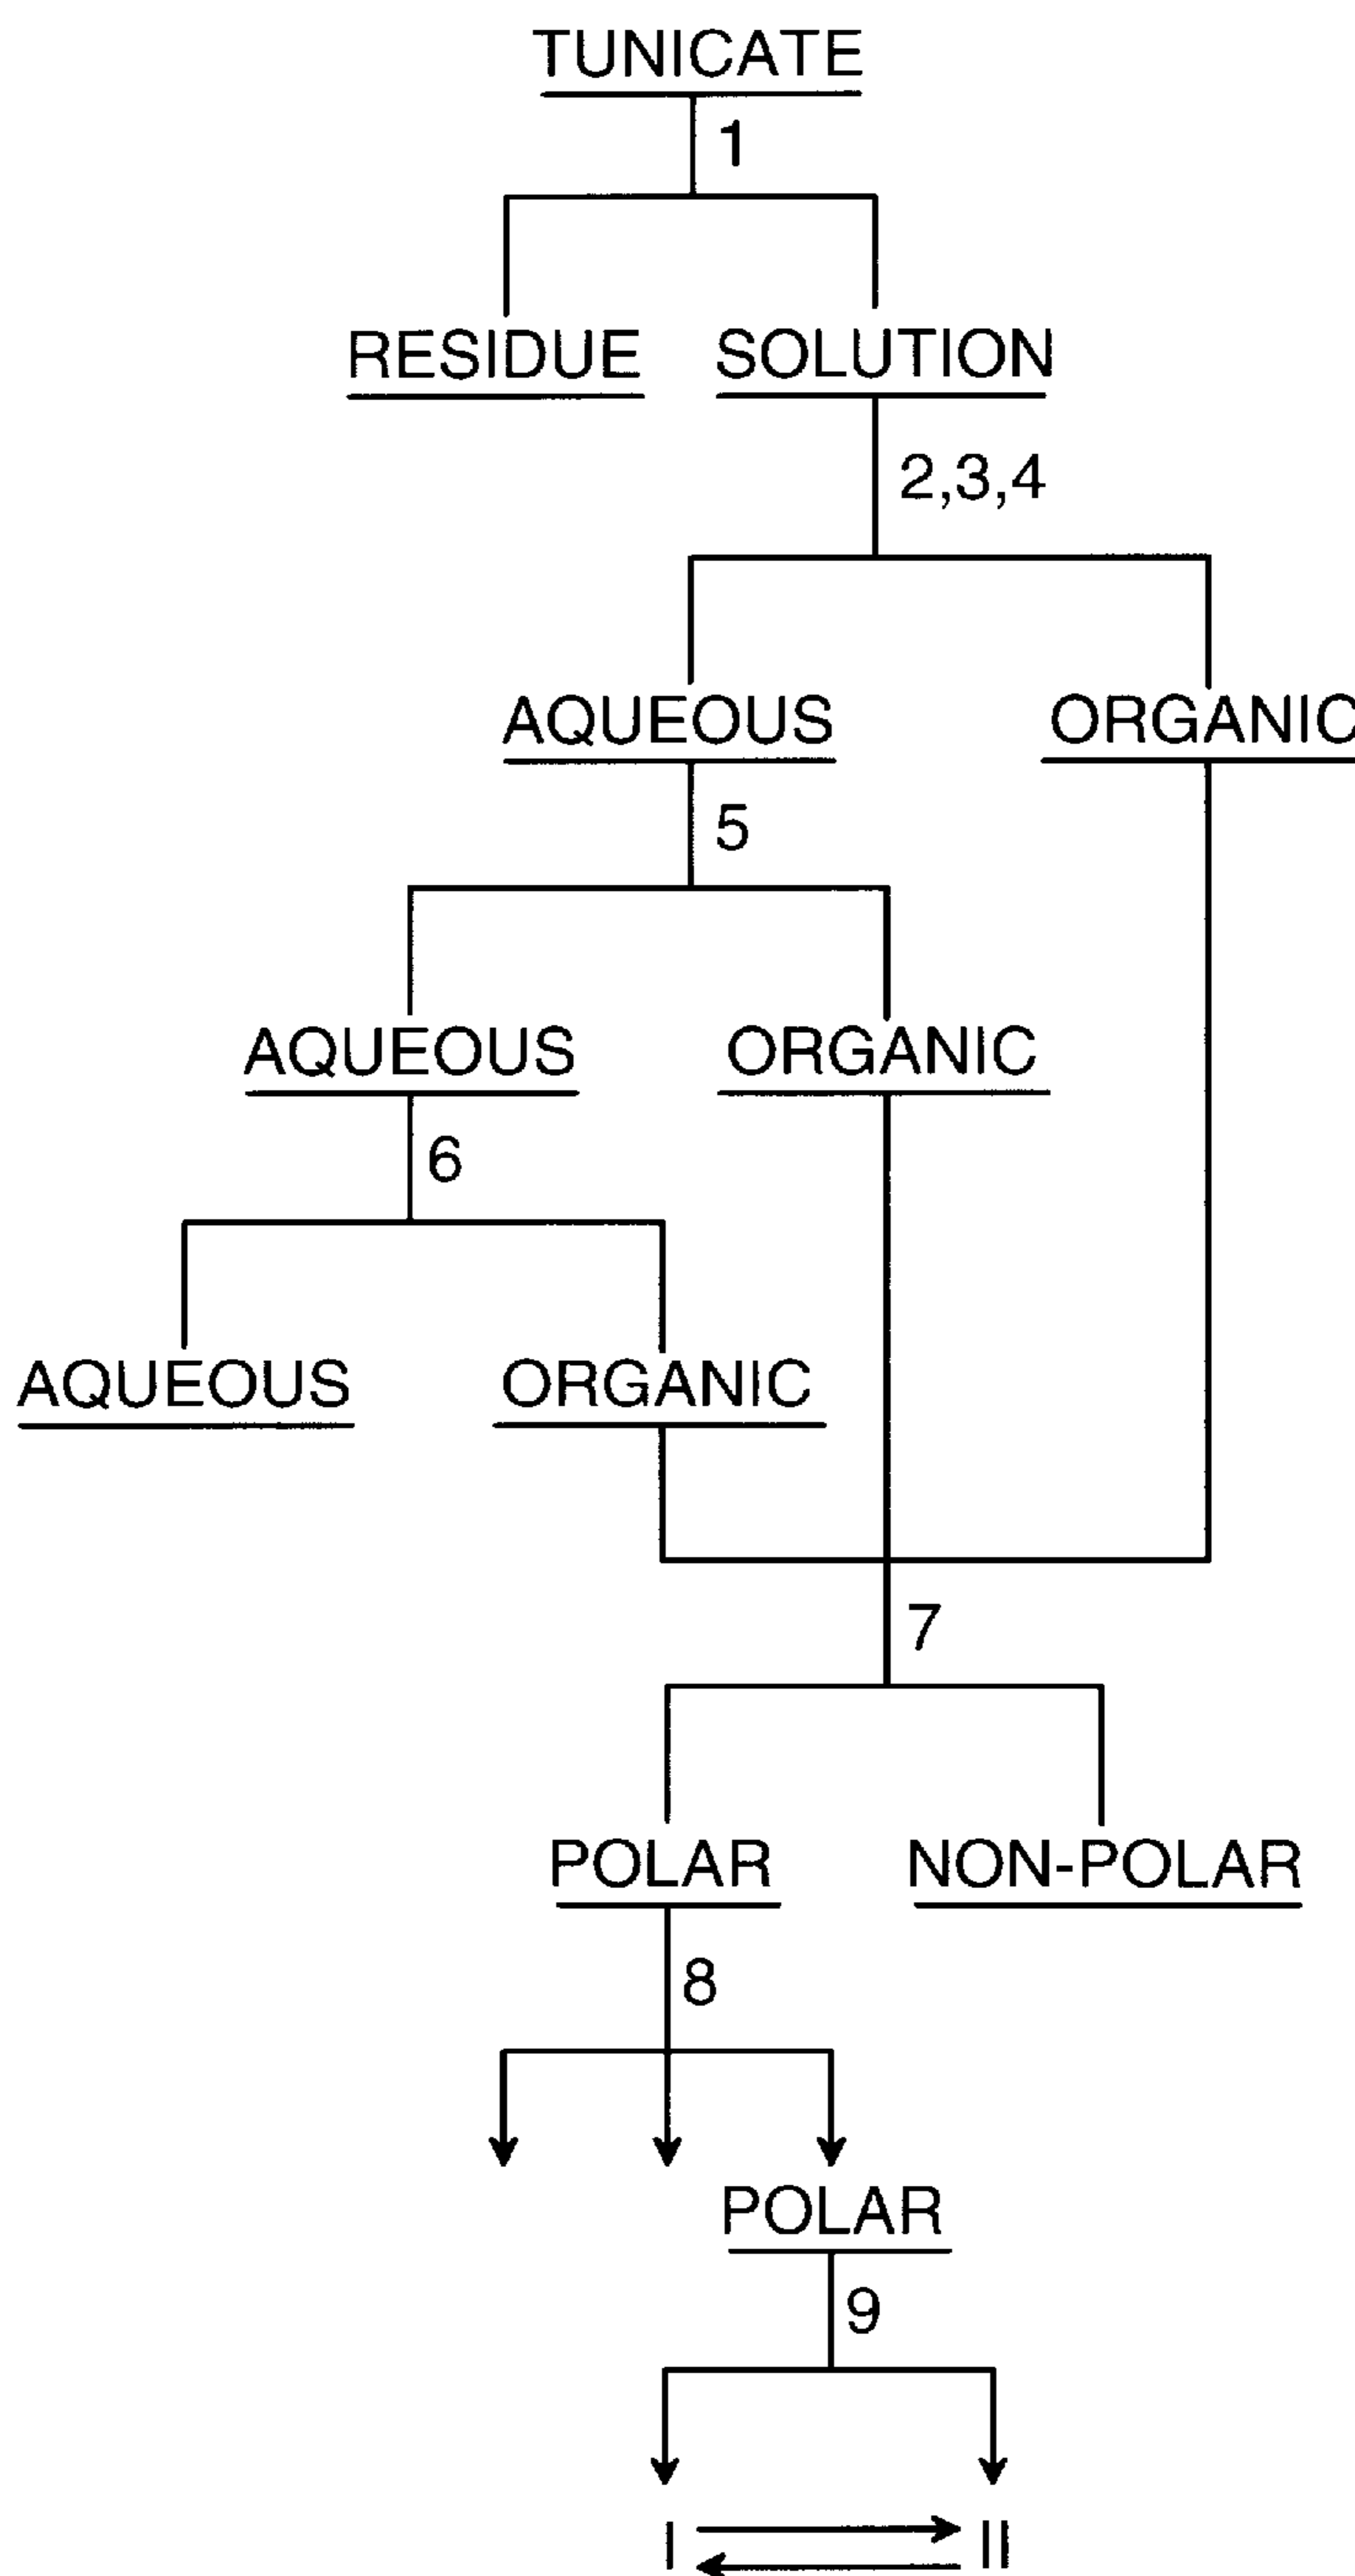 TUNICATE
1
RESIDUE SOLUTION
2,3,4
AQUEOUS ORGANIC
5
AQUEOUS ORGANIC
6
AQUEOUS ORGANIC
7
POLAR NON-POLAR
8
POLAR
9
I II